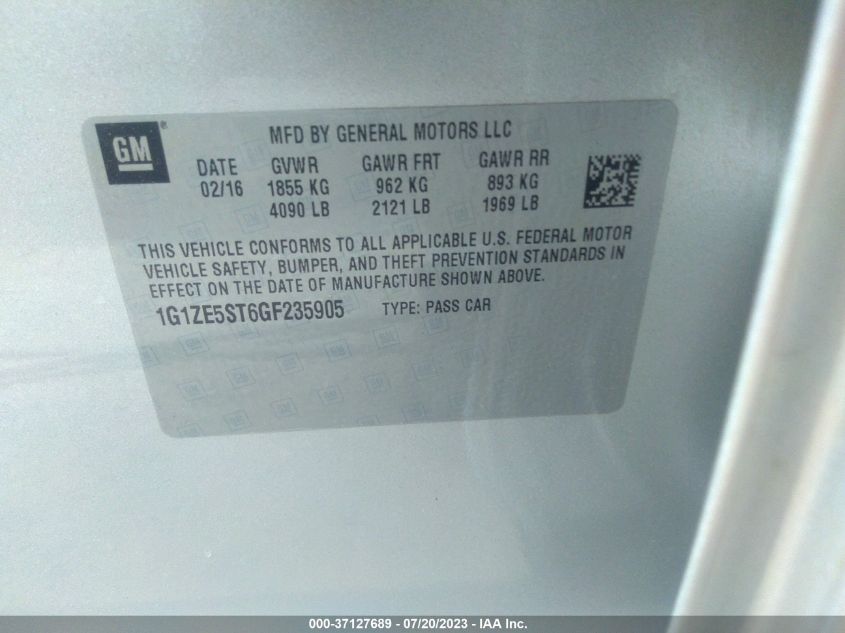 GM®
MFD BY GENERAL MOTORS LLC
DATE GVWR GAWR FRT GAWR RR
02/16 1855 KG 962 KG 893 KG
4090 LB 2121 LB 1969 LB
THIS VEHICLE CONFORMS TO ALL APPLICABLE U.S. FEDERAL MOTOR
VEHICLE SAFETY, BUMPER, AND THEFT PREVENTION STANDARDS IN
EFFECT ON THE DATE OF MANUFACTURE SHOWN ABOVE.
1G1ZE5ST6GF235905 TYPE: PASS CAR
000-37127689 - 07/20/2023 - IAA Inc.